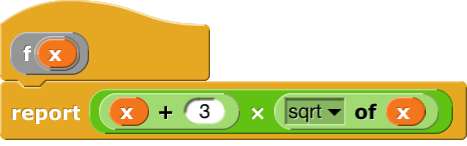 f x
report x + 3 × sqrt of x